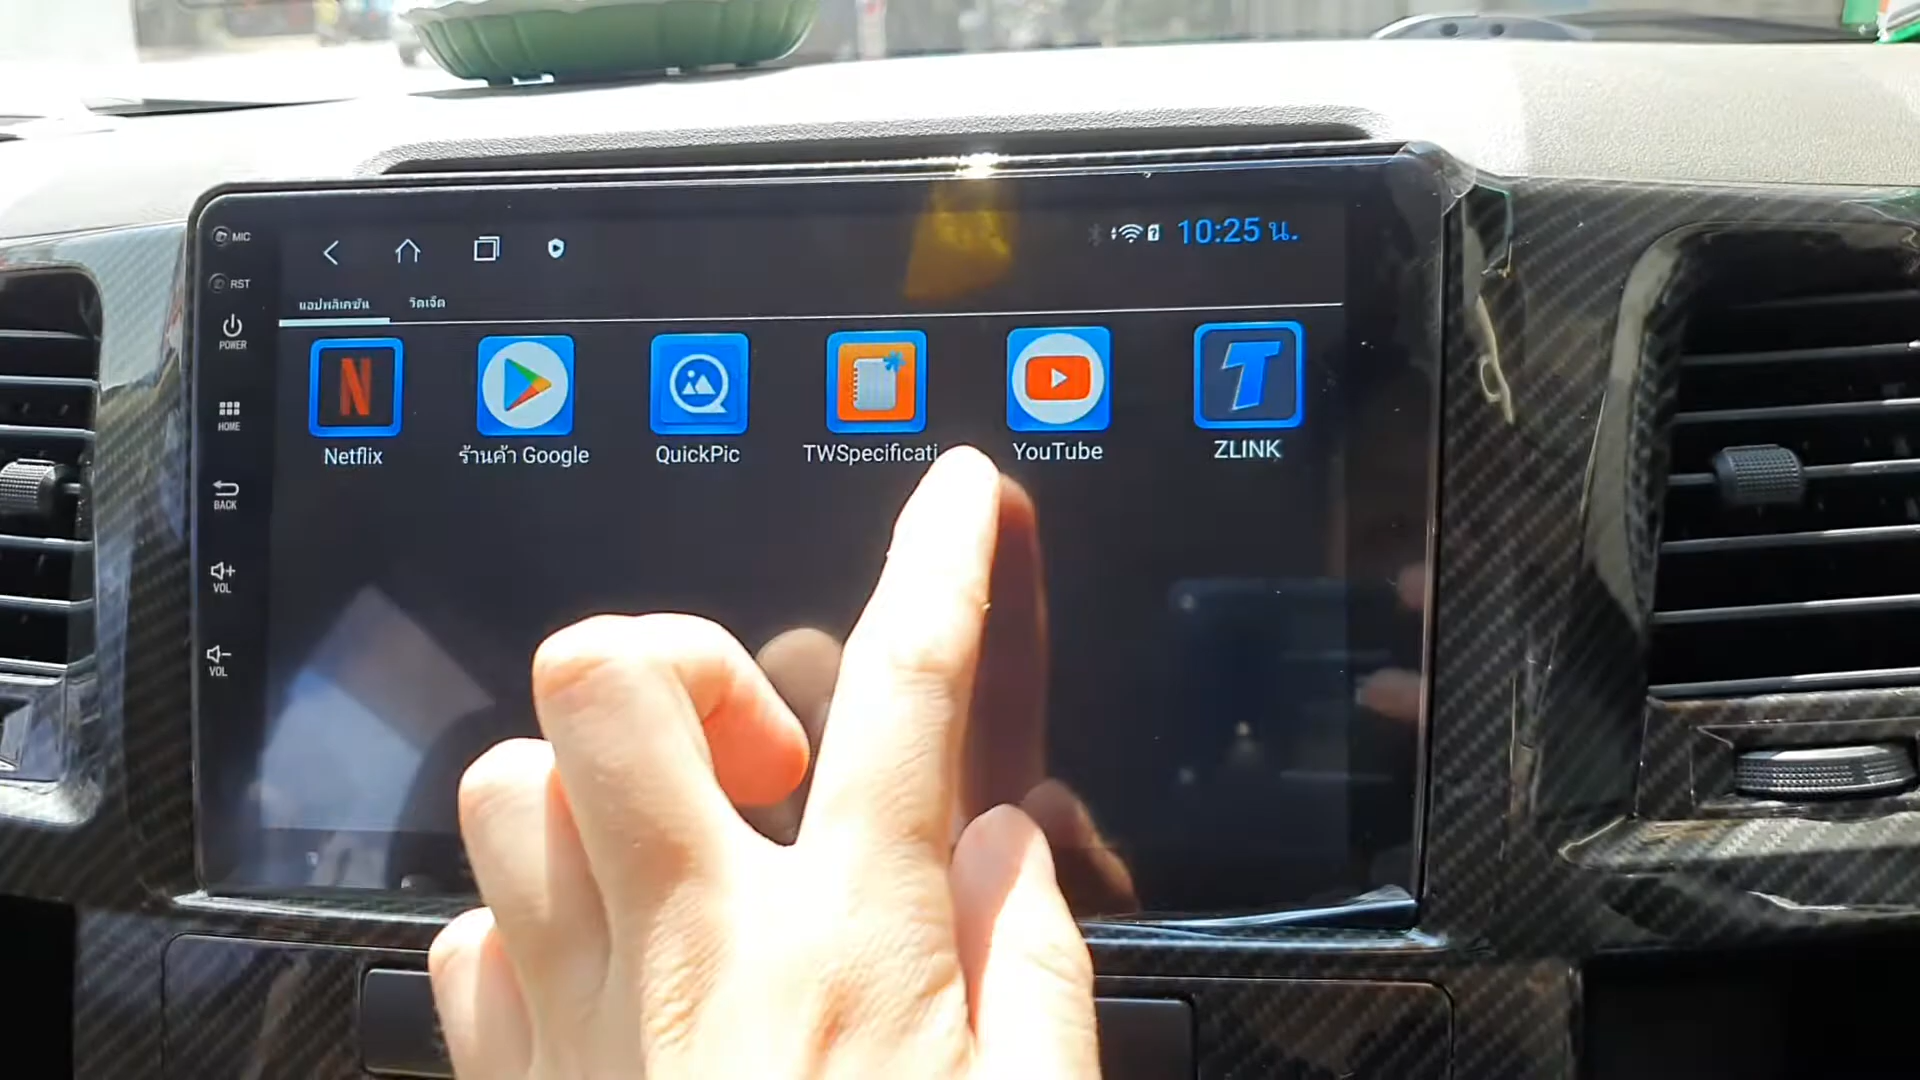 MIC
RST
POWER
HOME
BACK
VOL
VOL
10:25 น.
แอปพลิเคชัน วิดเจ็ต
Netflix
ร้านค้า Google
QuickPic
TWSpecificati
YouTube
ZLINK